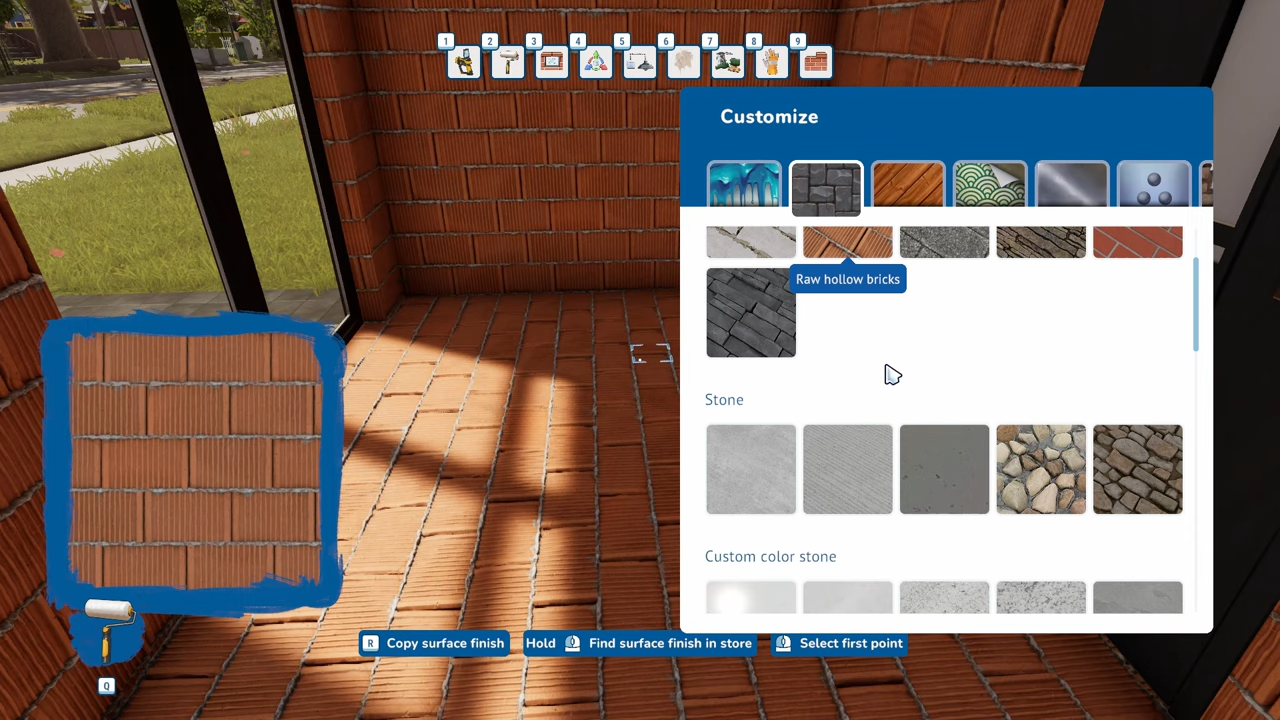 1 2 3 4 5 6 7 8 9
Customize
Raw hollow bricks
Stone
Custom color stone
R Copy surface finish Hold Find surface finish in store Select first point
Q